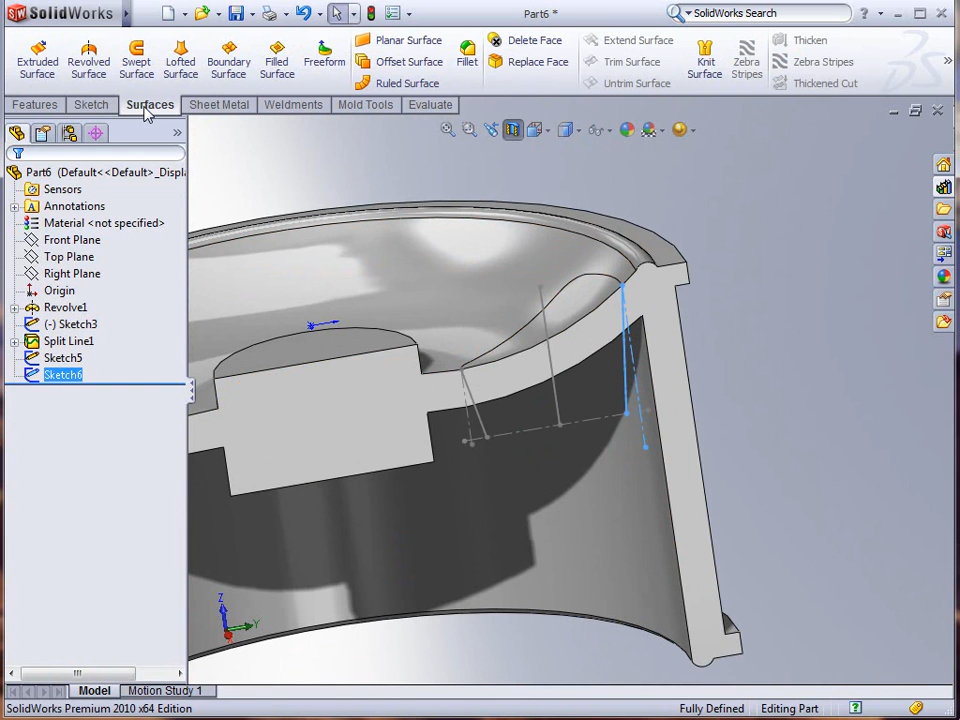 SolidWorks
Part6 *
SolidWorks Search
?
Extruded Surface
Revolved Surface
Swept Surface
Lofted Surface
Boundary Surface
Filled Surface
Freeform
Planar Surface
Offset Surface
Ruled Surface
Fillet
Delete Face
Replace Face
Extend Surface
Trim Surface
Untrim Surface
Knit Surface
Zebra Stripes
Thicken
Zebra Stripes
Thickened Cut
Features
Sketch
Surfaces
Sheet Metal
Weldments
Mold Tools
Evaluate
Part6 (Default<<Default>_Displ
Sensors
Annotations
Material <not specified>
Front Plane
Top Plane
Right Plane
Origin
Revolve1
(-) Sketch3
Split Line1
Sketch5
Sketch6
Z
Y
X
Model
Motion Study 1
SolidWorks Premium 2010 x64 Edition
Fully Defined
Editing Part
?